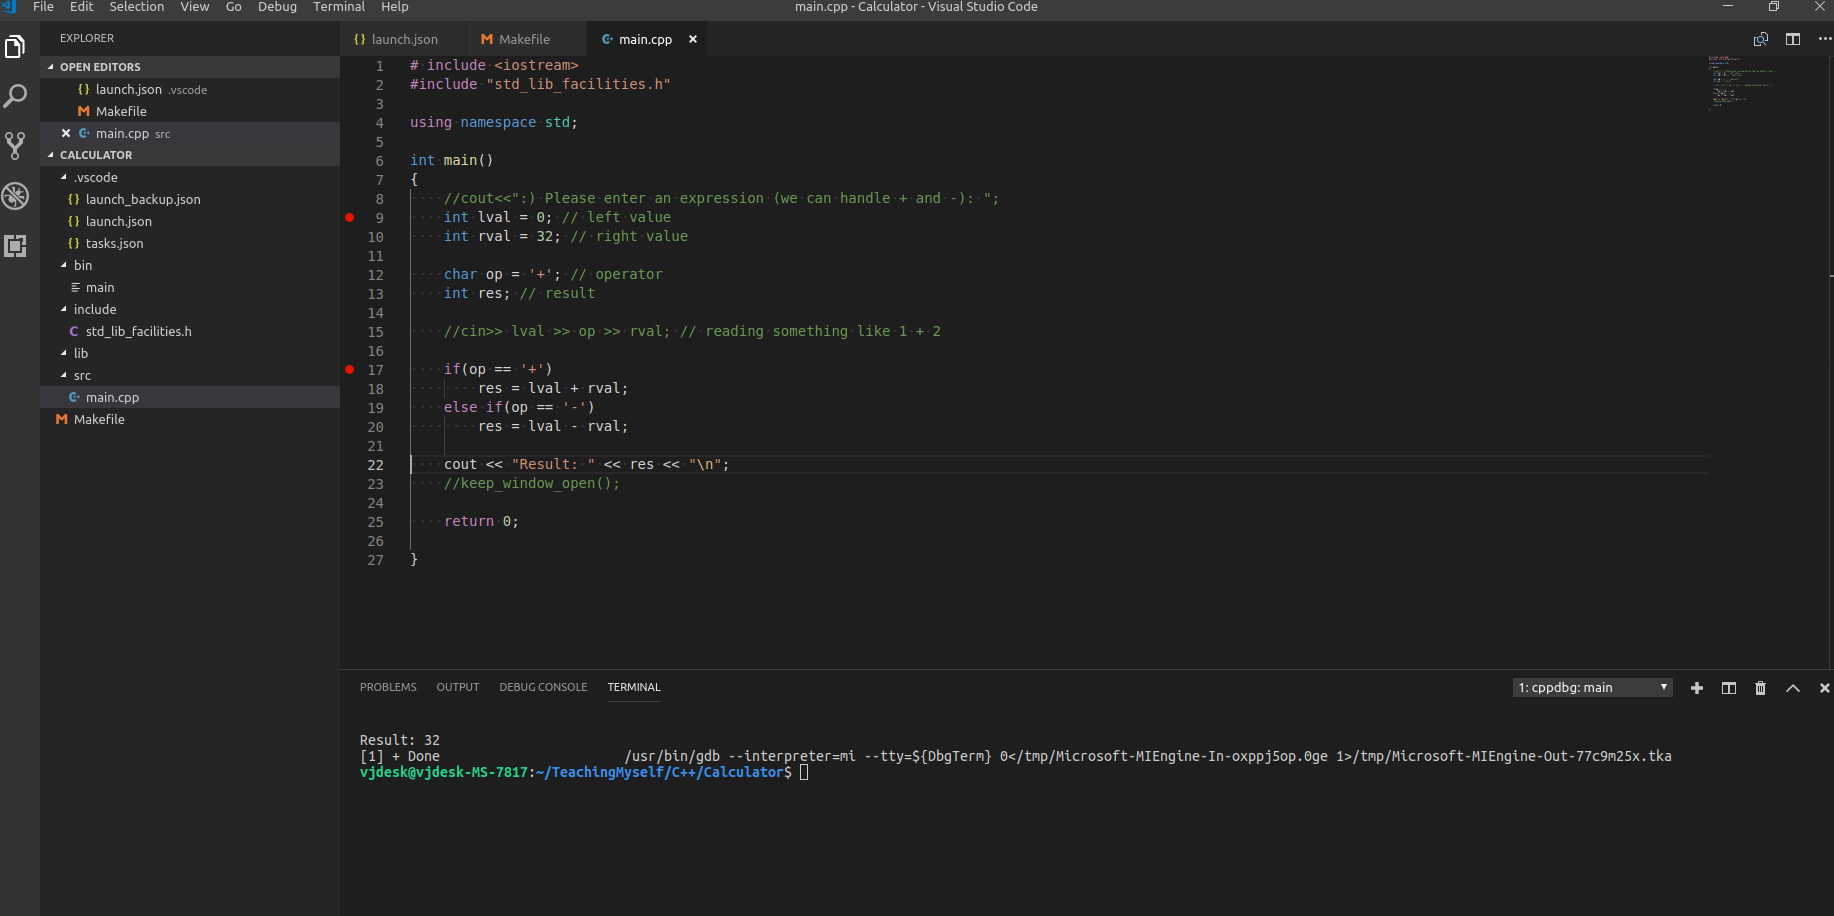 File Edit Selection View Go Debug Terminal Help main.cpp - Calculator - Visual Studio Code
EXPLORER
OPEN EDITORS
{} launch.json .vscode
M Makefile
main.cpp src
CALCULATOR
.vscode
{} launch_backup.json
{} launch.json
{} tasks.json
bin
main
include
C std_lib_facilities.h
lib
src
main.cpp
M Makefile
{} launch.json M Makefile main.cpp ×
1 # include <iostream>
2 #include "std_lib_facilities.h"
3
4 using namespace std;
5
6 int main()
7 {
8 //cout<<":) Please enter an expression (we can handle + and -): ";
9 int lval = 0; // left value
10 int rval = 32; // right value
11
12 char op = '+'; // operator
13 int res; // result
14
15 //cin>> lval >> op >> rval; // reading something like 1 + 2
16
17 if(op == '+')
18 res = lval + rval;
19 else if(op == '-')
20 res = lval - rval;
21
22 cout << "Result: " << res << "\n";
23 //keep_window_open();
24
25 return 0;
26
27 }
PROBLEMS OUTPUT DEBUG CONSOLE TERMINAL 1: cppdbg: main
Result: 32
[1] + Done /usr/bin/gdb --interpreter=mi --tty=${DbgTerm} 0</tmp/Microsoft-MIEngine-In-oxppj5op.0ge 1>/tmp/Microsoft-MIEngine-Out-77c9m25x.tka
vjdesk@vjdesk-MS-7817:~/TeachingMyself/C++/Calculator$